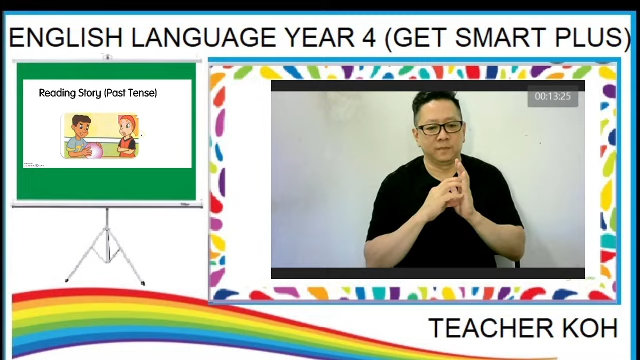 ENGLISH LANGUAGE YEAR 4 (GET SMART PLUS)
Reading Story (Past Tense)
00:13:25
TEACHER KOH